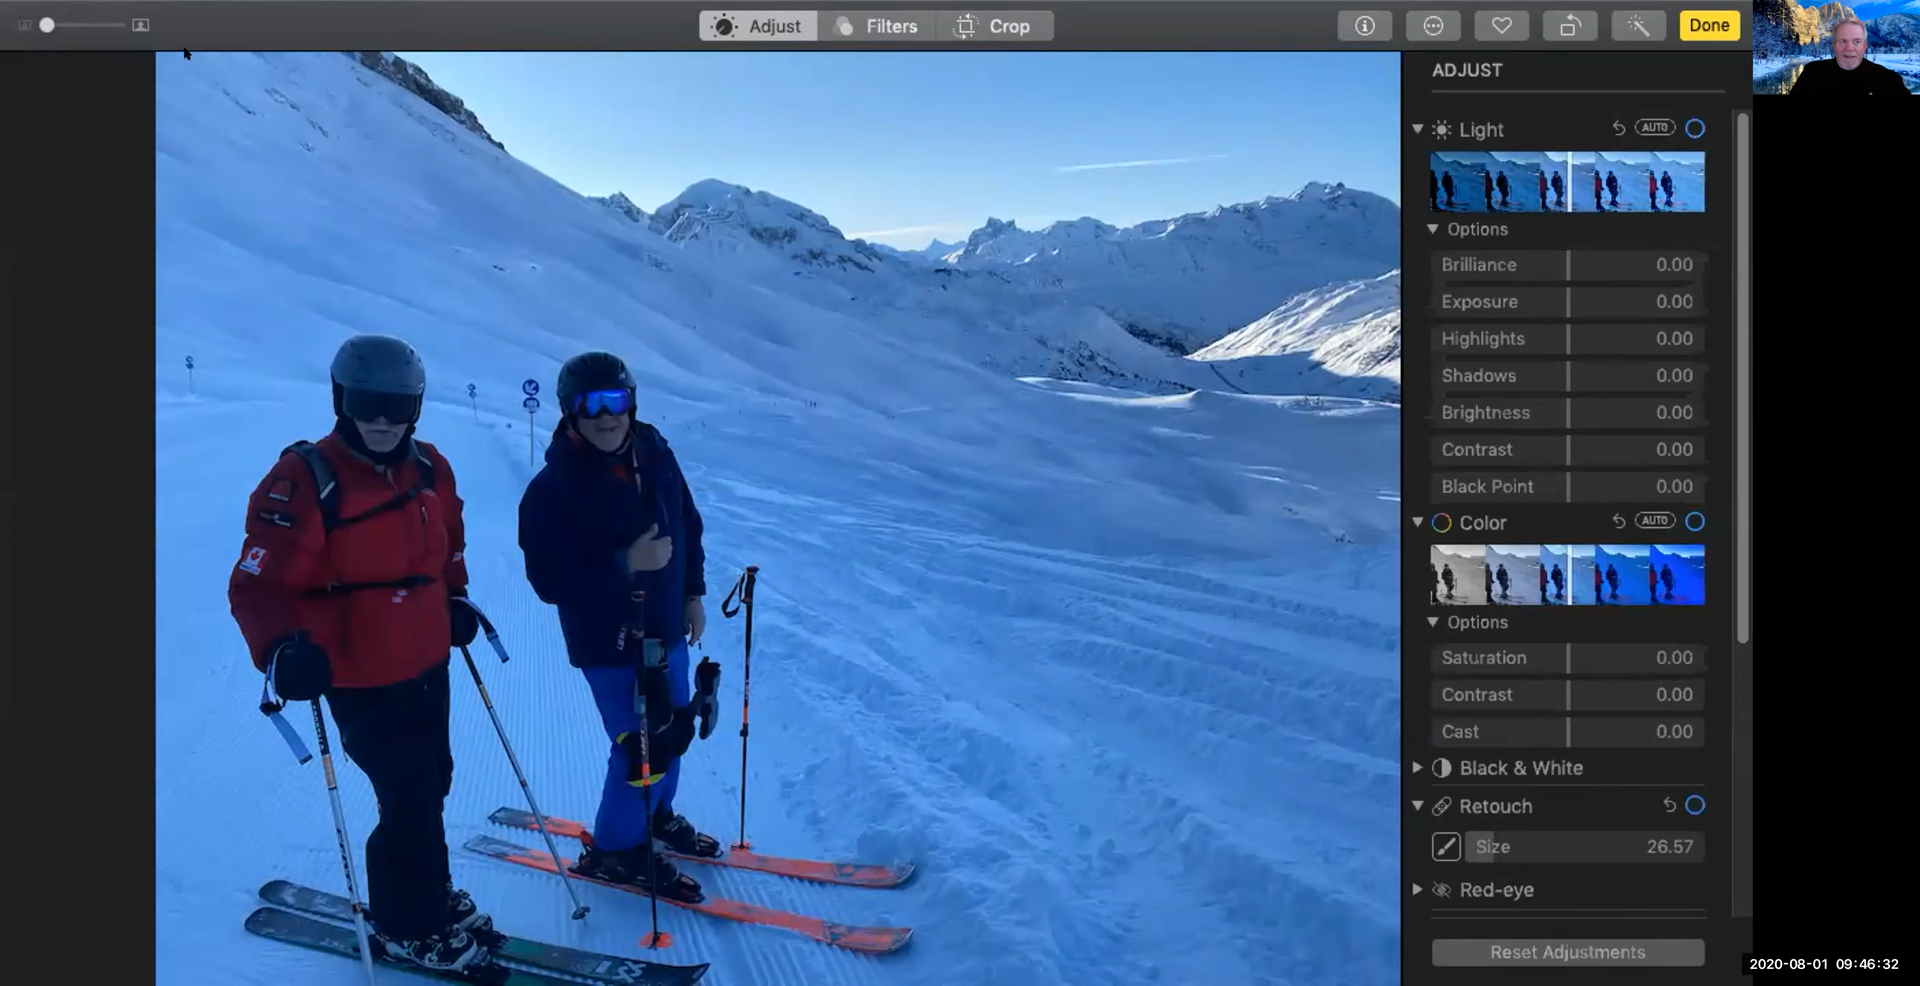 Adjust
Filters
Crop
Done
ADJUST
Light
AUTO
Options
Brilliance 0.00
Exposure 0.00
Highlights 0.00
Shadows 0.00
Brightness 0.00
Contrast 0.00
Black Point 0.00
Color
AUTO
Options
Saturation 0.00
Contrast 0.00
Cast 0.00
Black & White
Retouch
Size 26.57
Red-eye
Reset Adjustments
2020-08-01 09:46:32